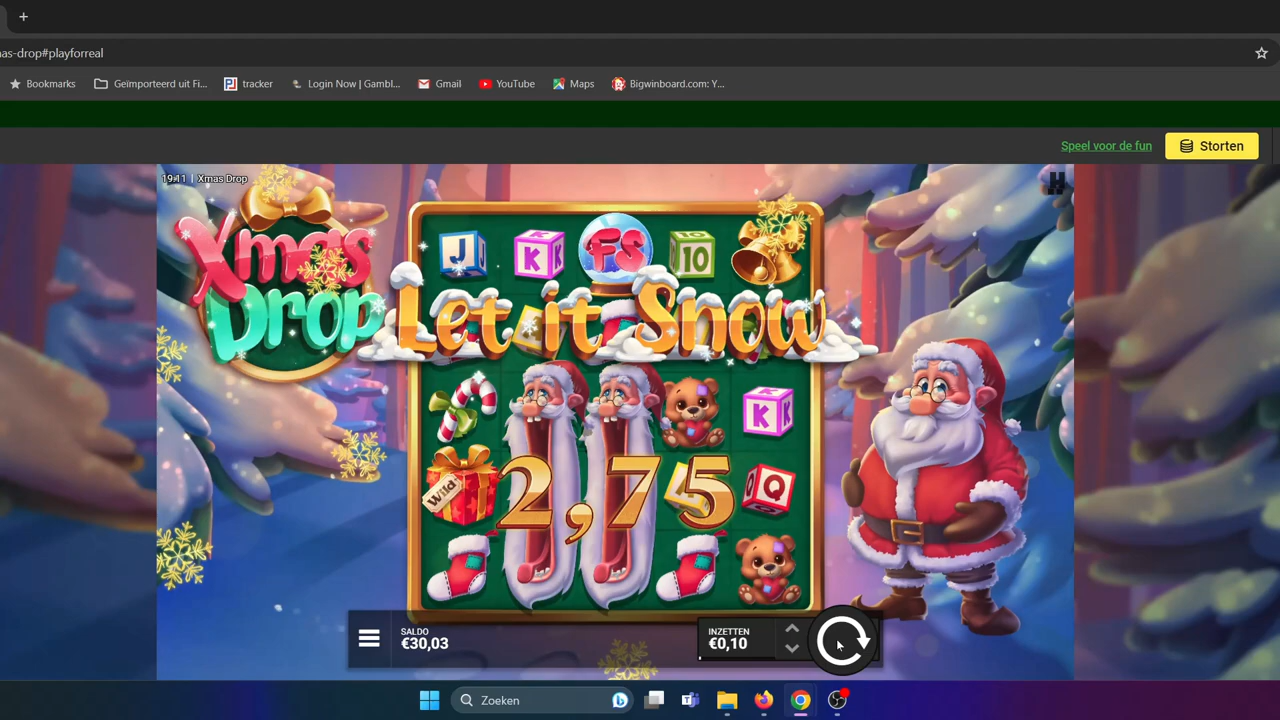 as-drop#playforreal
Bookmarks
Geïmporteerd uit Fi...
tracker
Login Now | Gambl...
Gmail
YouTube
Maps
Bigwinboard.com: Y...
Speel voor de fun
Storten
19:11 | Xmas Drop
Xmas
Drop
J
K
K
FS
10
10
Let it Snow
K
K
Wild
2,75
Q
SALDO
€30,03
INZETTEN
€0,10
Zoeken